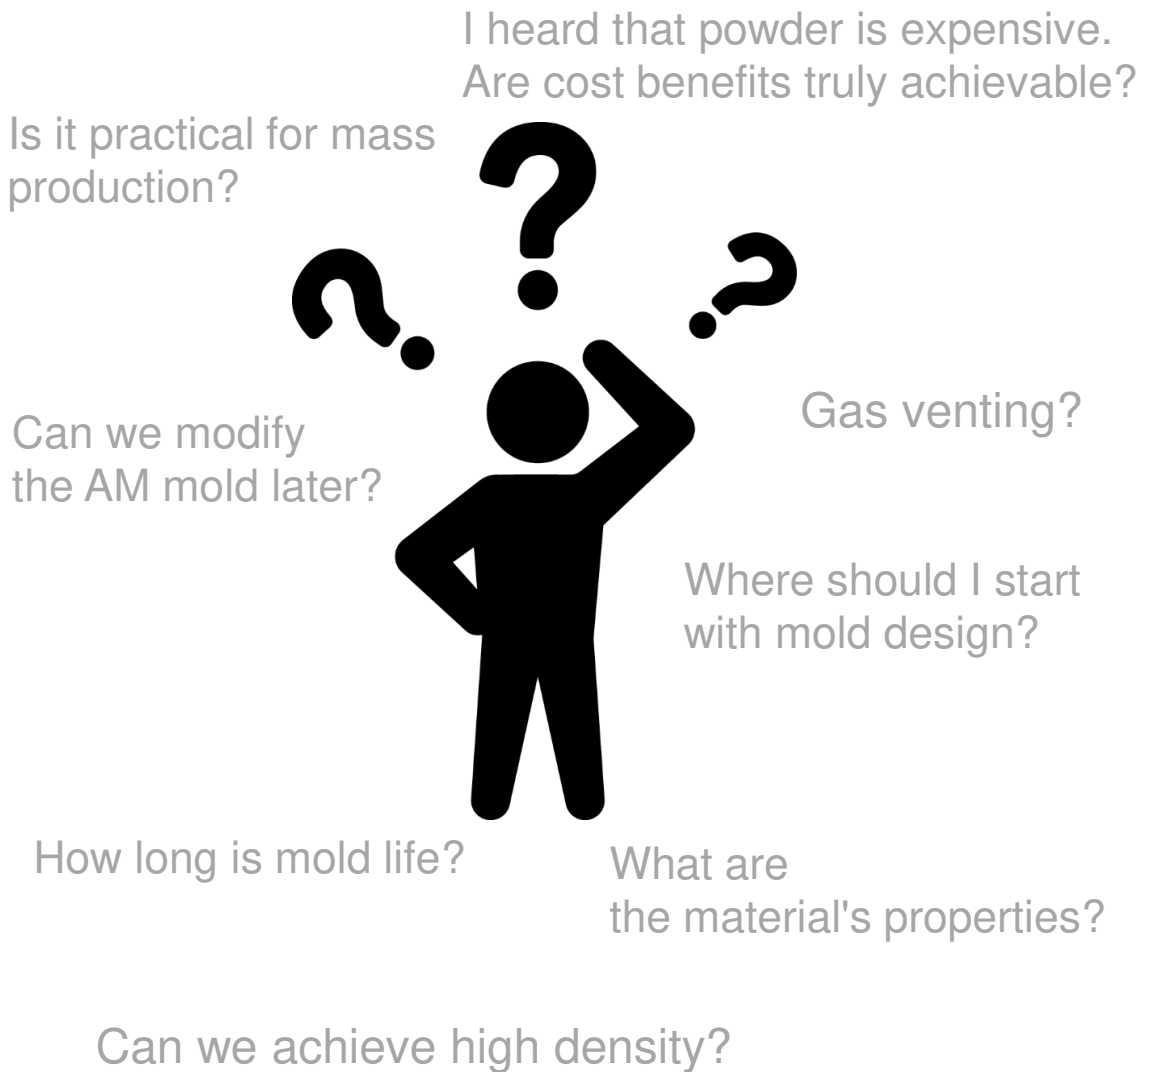 I heard that powder is expensive.
Are cost benefits truly achievable?
Is it practical for mass
production?
Can we modify
the AM mold later?
Gas venting?
Where should I start
with mold design?
How long is mold life?
What are
the material's properties?
Can we achieve high density?